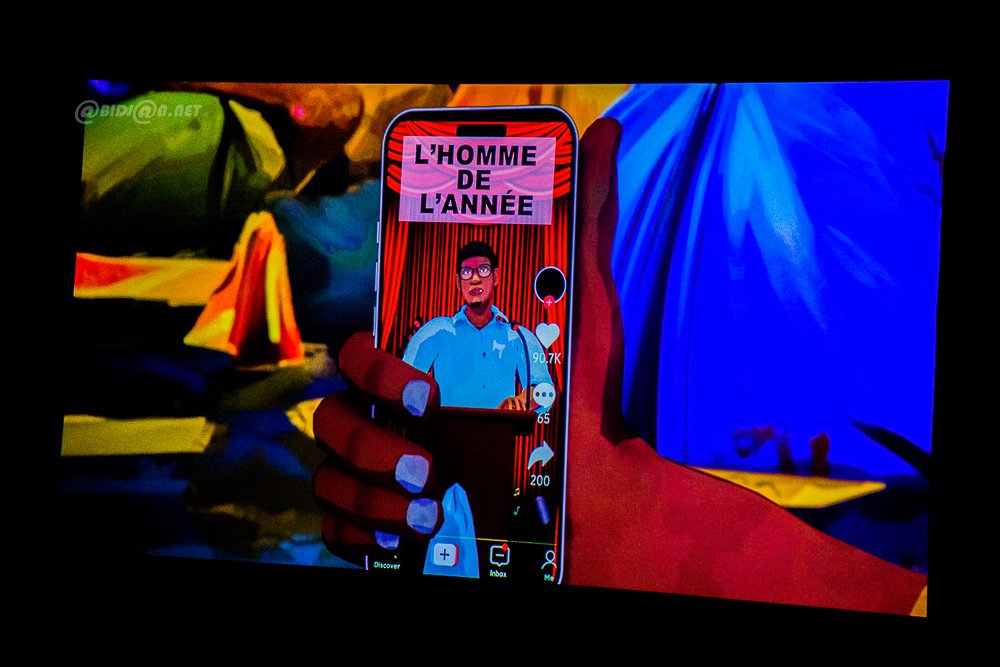 @BIDI@N.NET
L'HOMME
DE
L'ANNÉE
90.7K
65
200
Discover
Inbox
Me